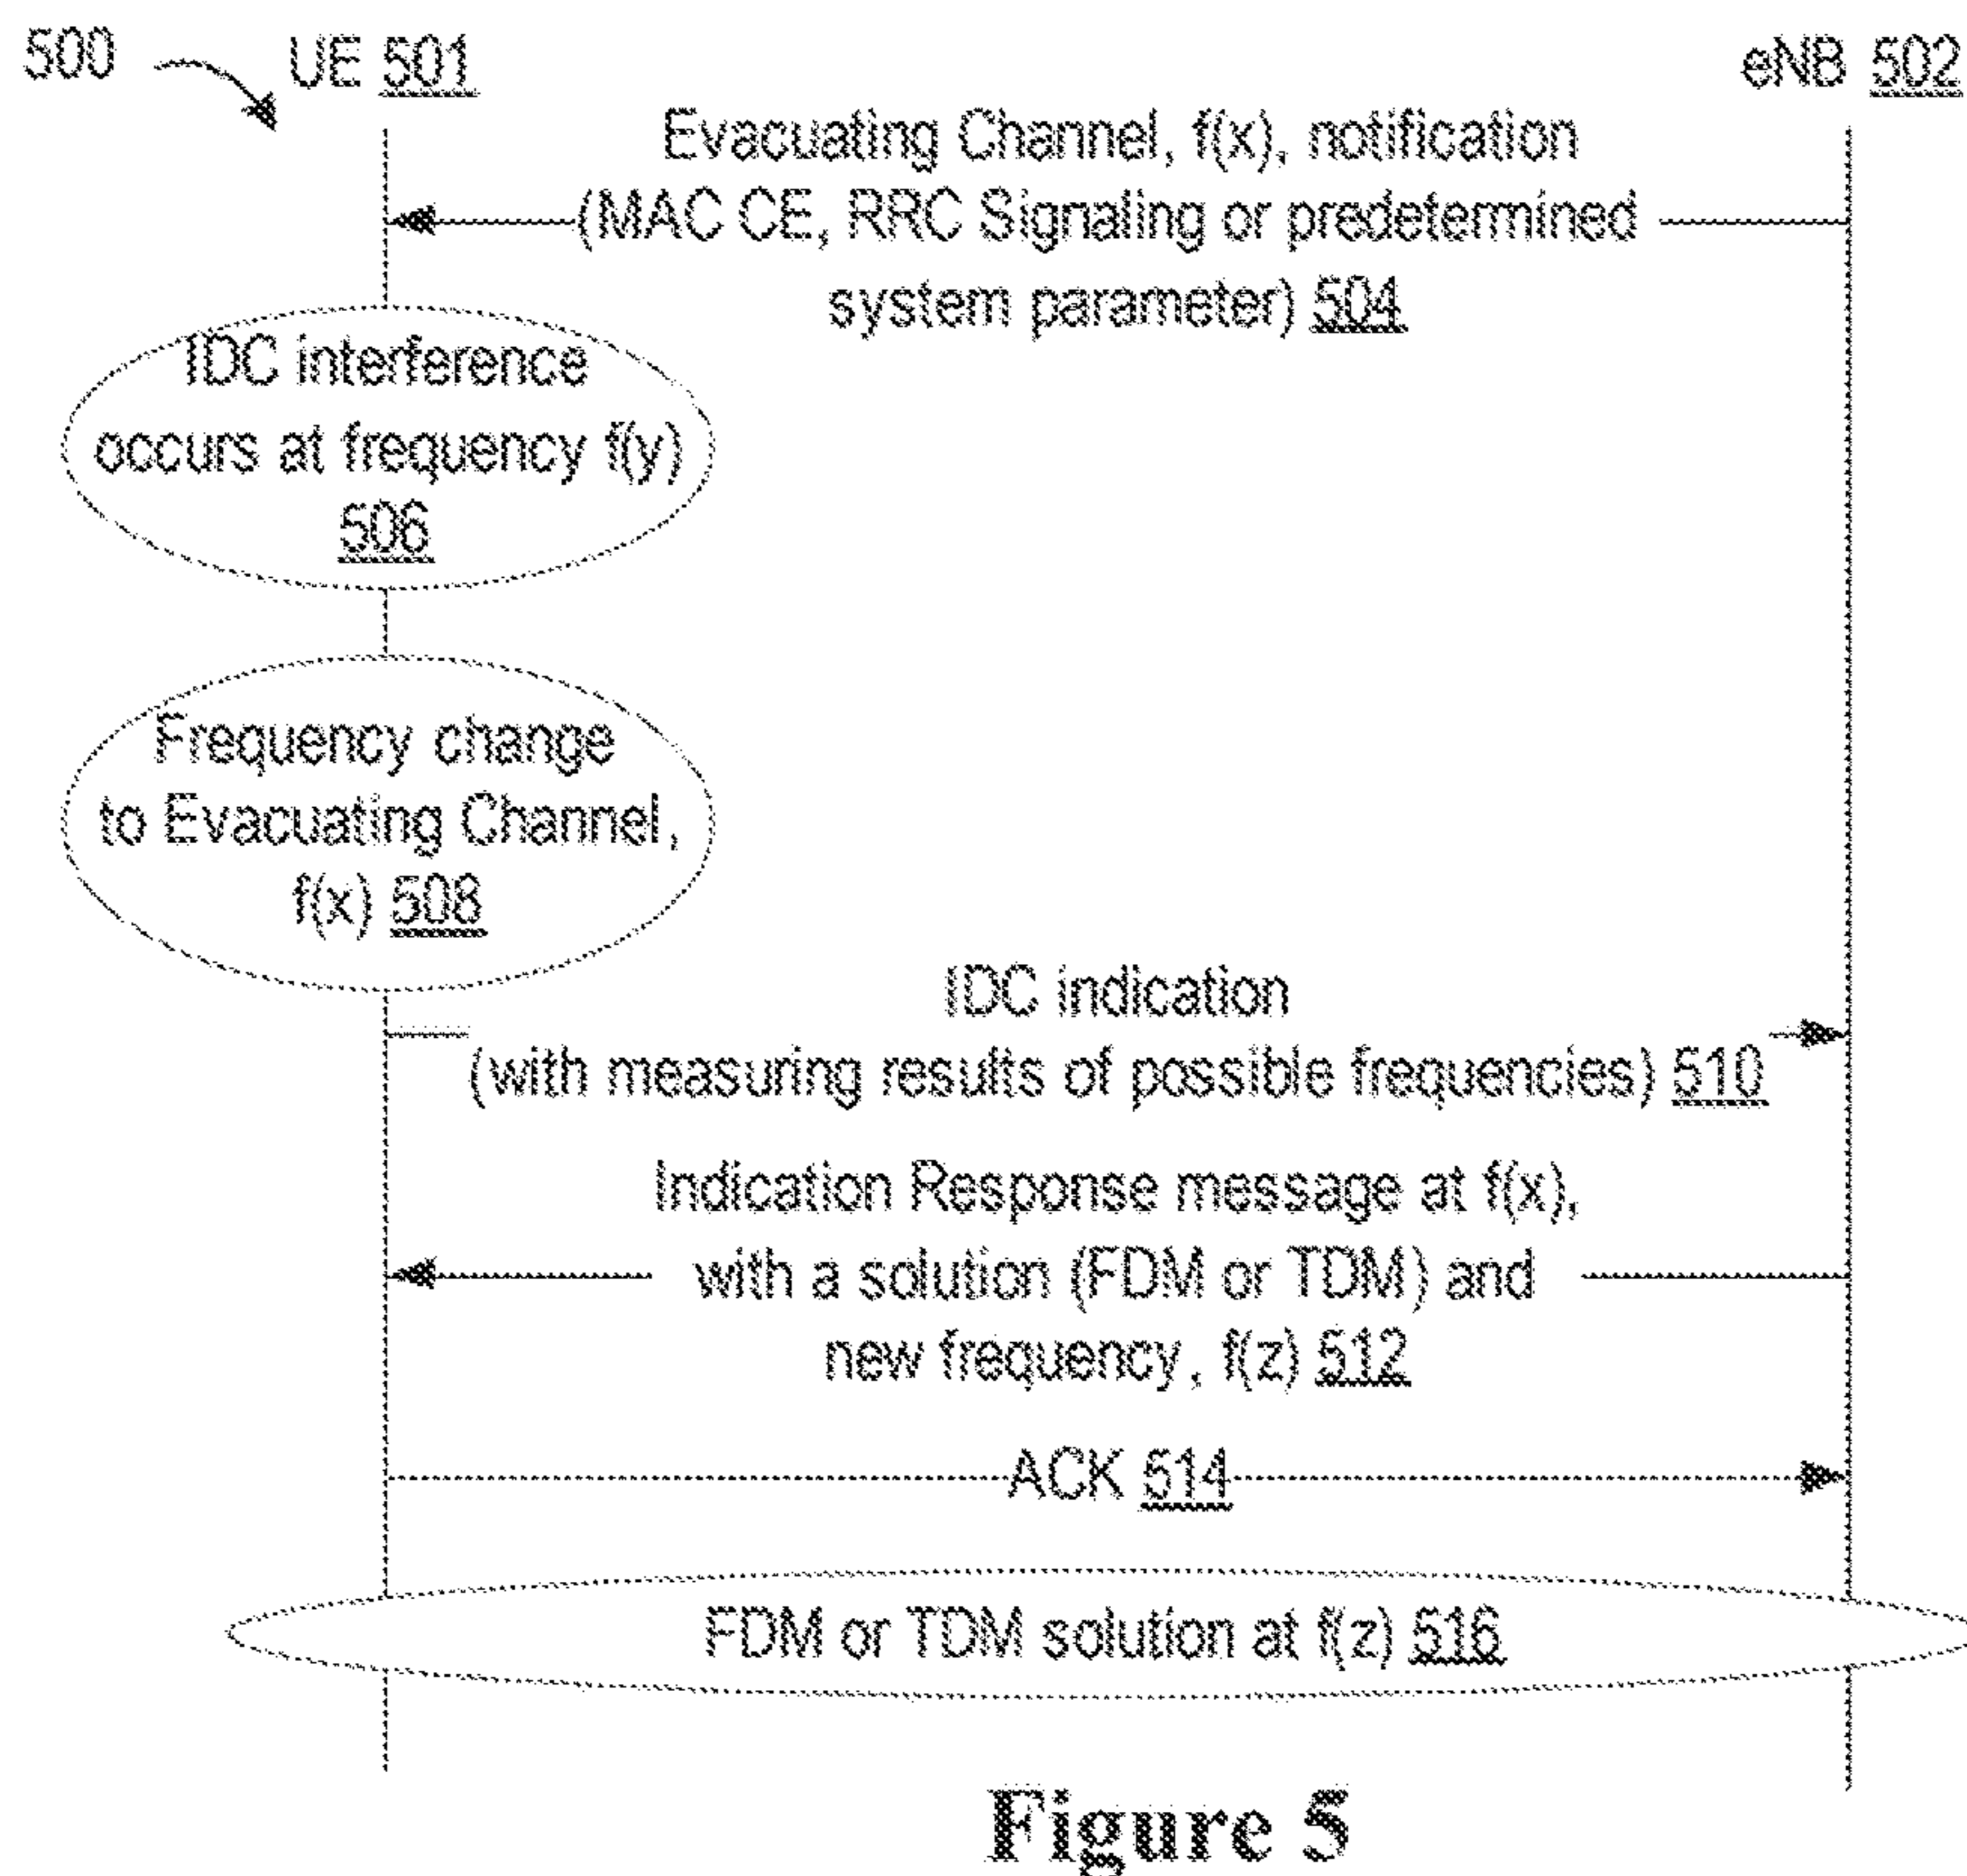 500
UE 501
eNB 502
Evacuating Channel, f(x), notification
(MAC CE, RRC Signaling or predetermined
system parameter) 504
IDC interference
occurs at frequency f(y)
506
Frequency change
to Evacuating Channel,
f(x) 508
IDC indication
(with measuring results of possible frequencies) 510
Indication Response message at f(x),
with a solution (FDM or TDM) and
new frequency, f(z) 512
ACK 514
FDM or TDM solution at f(z) 516
Figure 5